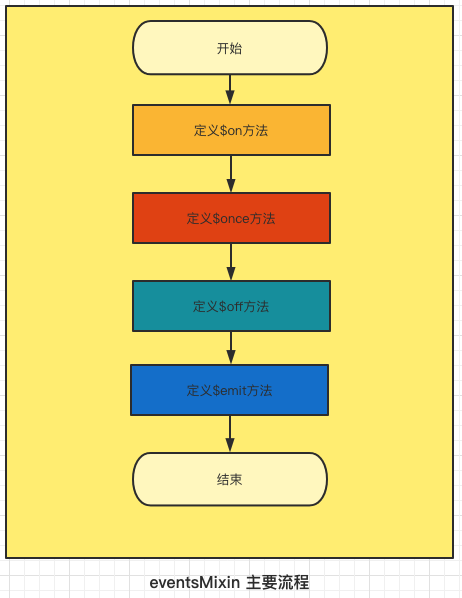 开始
定义$on方法
定义$once方法
定义$off方法
定义$emit方法
结束
eventsMixin 主要流程